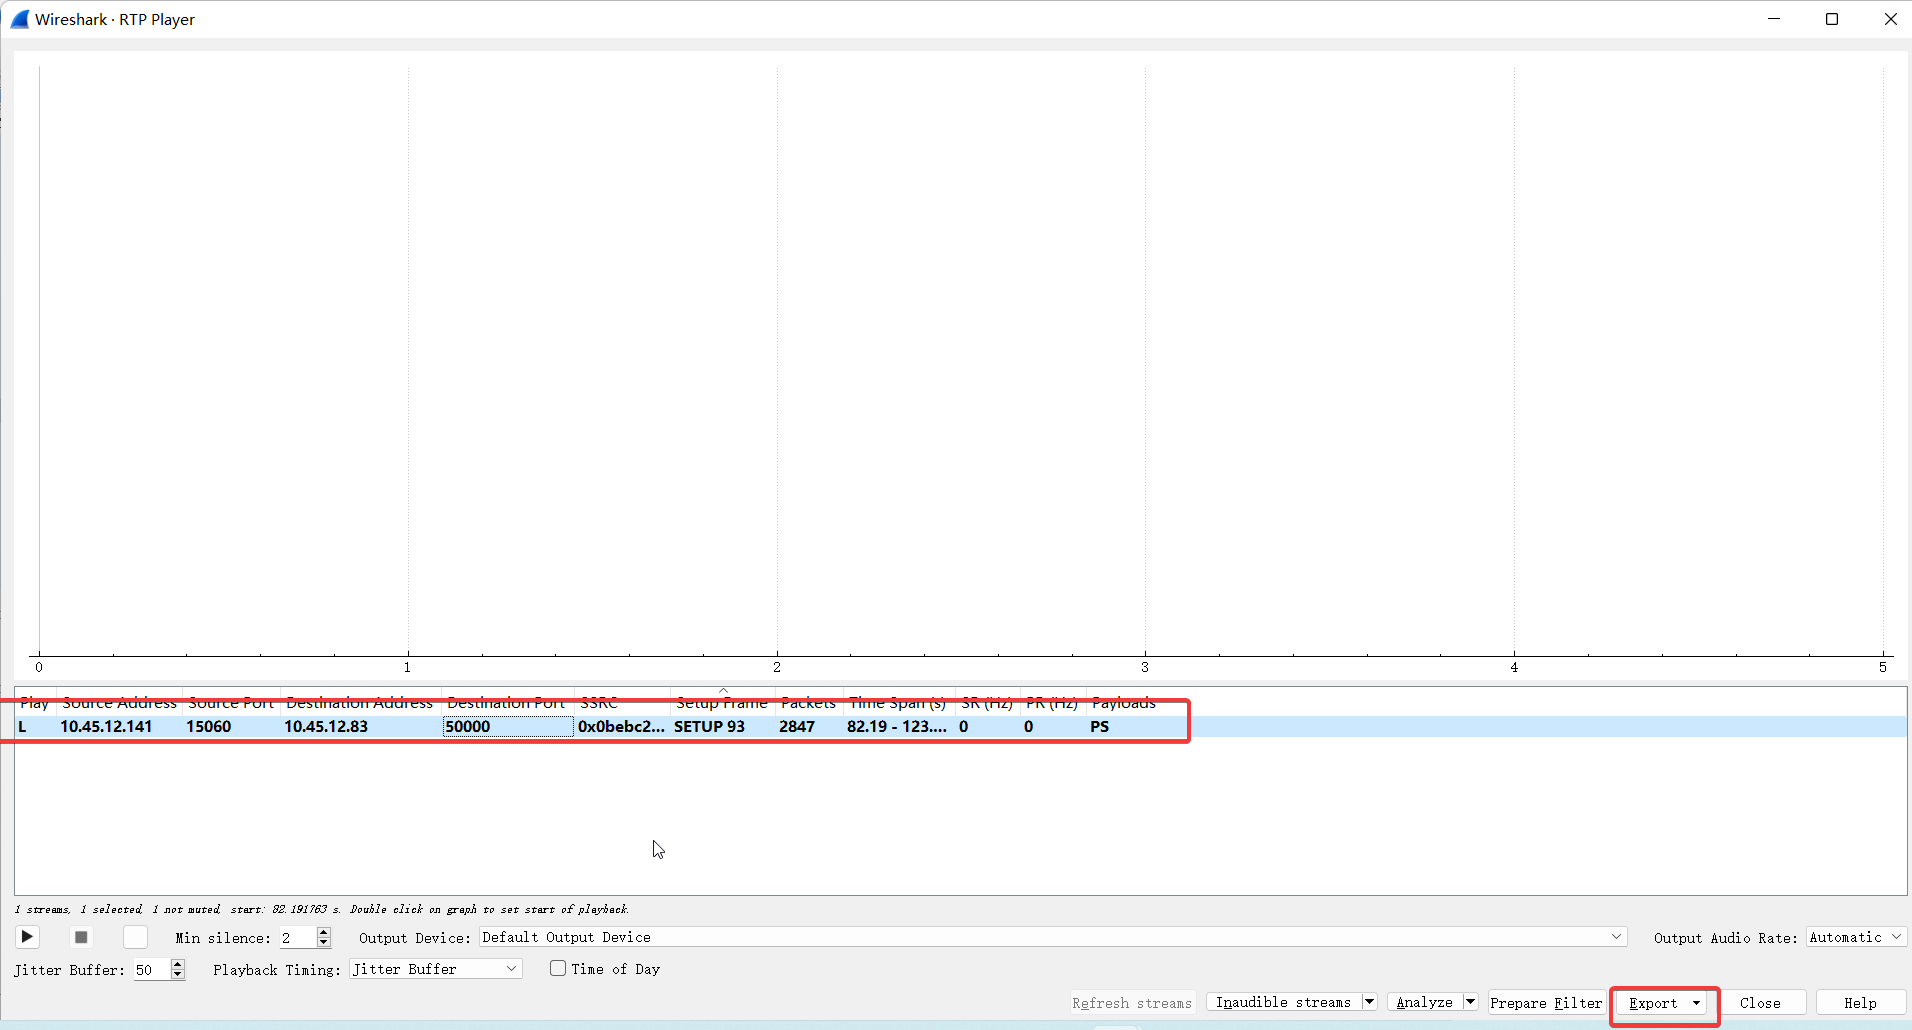 Wireshark · RTP Player
0 1 2 3 4 5
Play Source Address Source Port Destination Address Destination Port SSRC Setup Frame Packets Time Span (s) SR (Hz) PR (Hz) Payloads
L 10.45.12.141 15060 10.45.12.83 50000 0x0bebc2... SETUP 93 2847 82.19 - 123.... 0 0 PS
1 streams, 1 selected, 1 not muted, start: 82.191763 s. Double click on graph to set start of playback.
Min silence: 2 Output Device: Default Output Device Output Audio Rate: Automatic
Jitter Buffer: 50 Playback Timing: Jitter Buffer Time of Day
Refresh streams Inaudible streams Analyze Prepare Filter Export Close Help